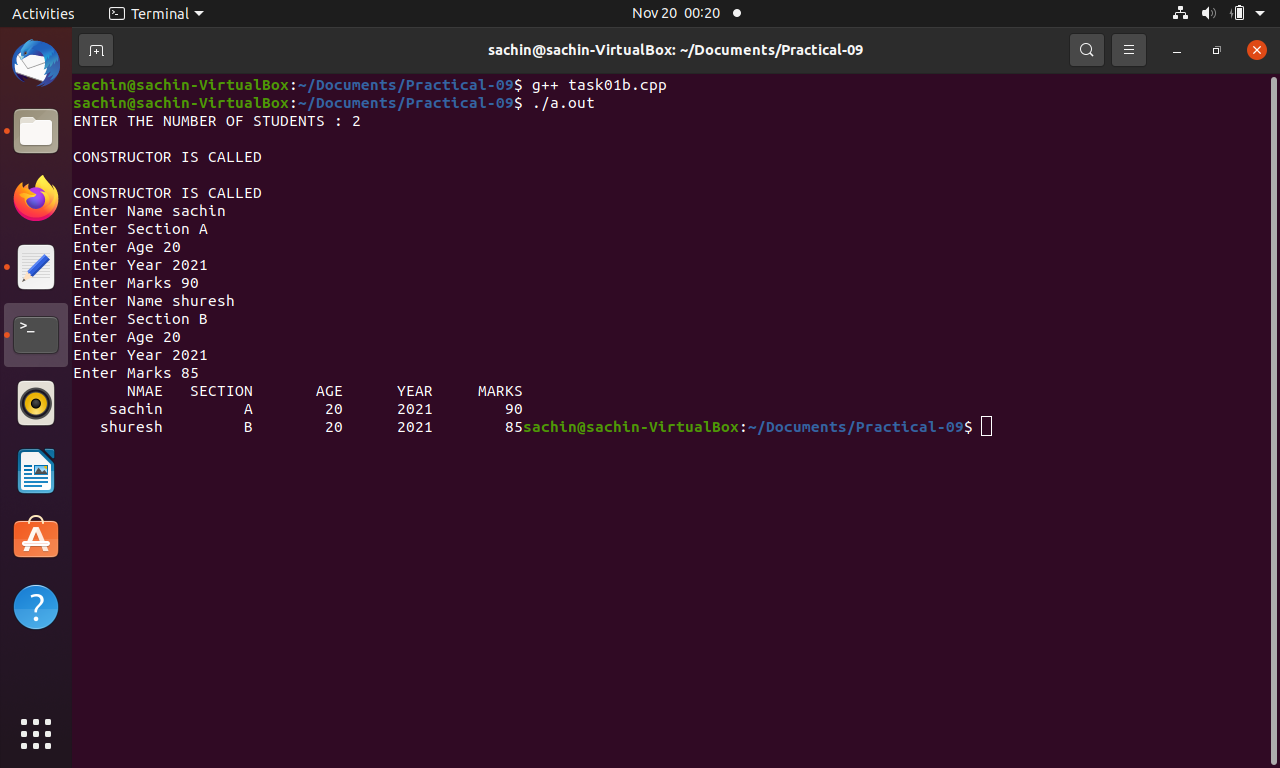 Activities Terminal Nov 20 00:20
sachin@sachin-VirtualBox: ~/Documents/Practical-09
sachin@sachin-VirtualBox:~/Documents/Practical-09$ g++ task01b.cpp
sachin@sachin-VirtualBox:~/Documents/Practical-09$ ./a.out
ENTER THE NUMBER OF STUDENTS : 2
CONSTRUCTOR IS CALLED
CONSTRUCTOR IS CALLED
Enter Name sachin
Enter Section A
Enter Age 20
Enter Year 2021
Enter Marks 90
Enter Name shuresh
Enter Section B
Enter Age 20
Enter Year 2021
Enter Marks 85
NMAE SECTION AGE YEAR MARKS
sachin A 20 2021 90
shuresh B 20 2021 85sachin@sachin-VirtualBox:~/Documents/Practical-09$